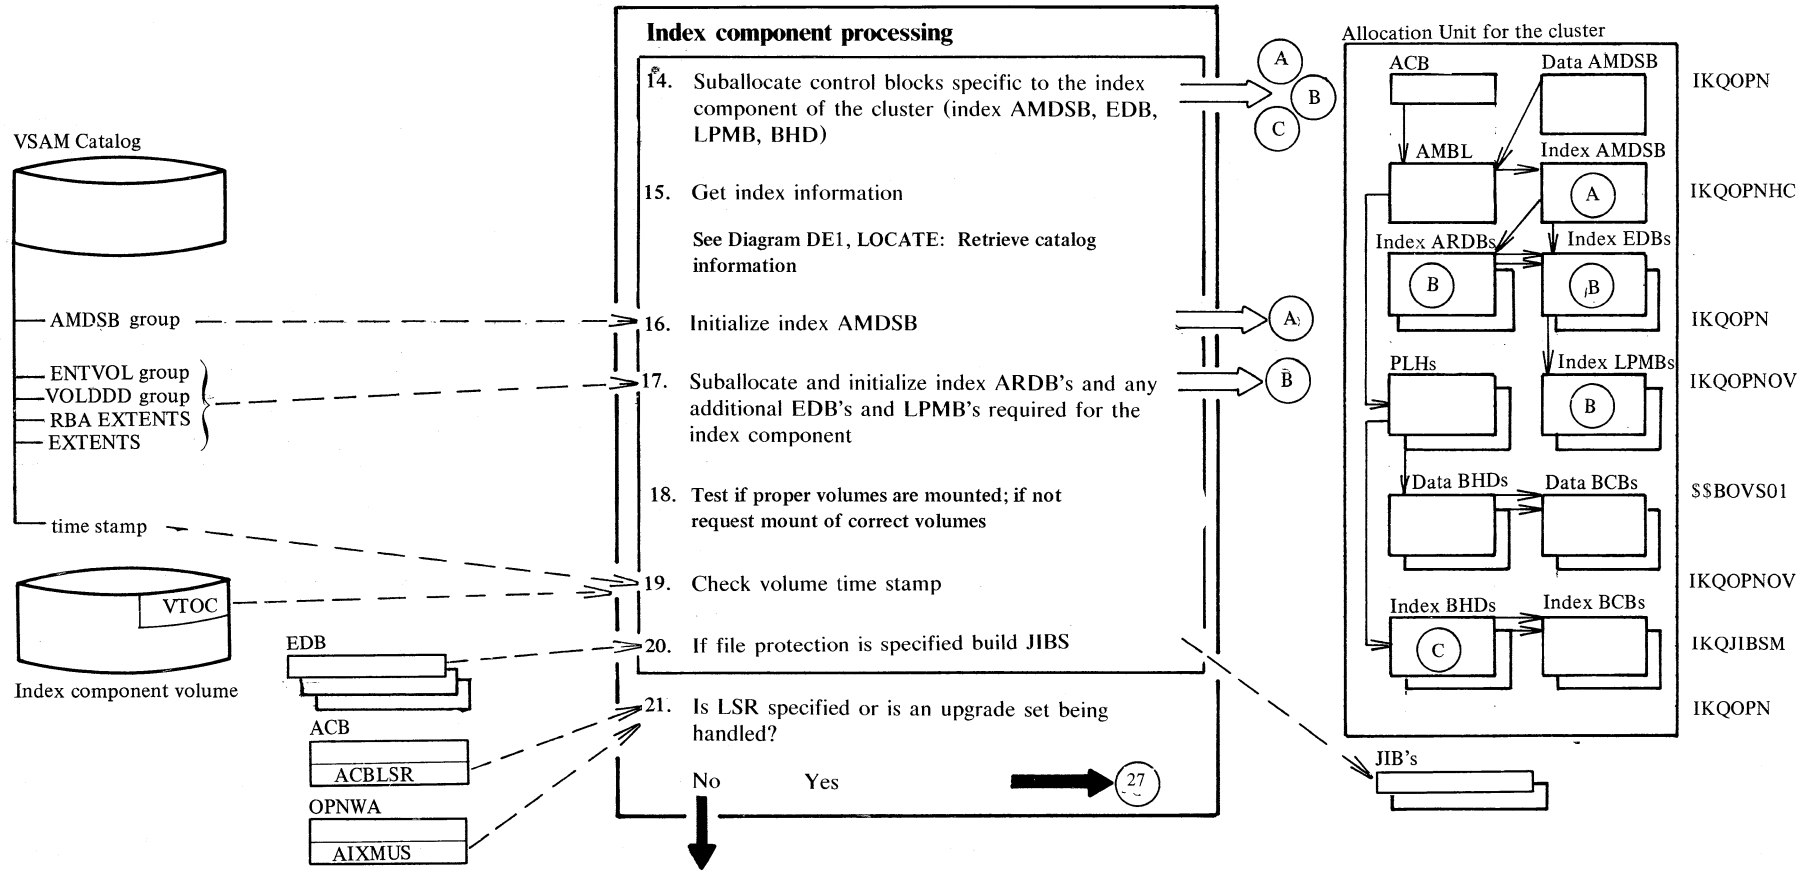 Index component processing
14. Suballocate control blocks specific to the index
component of the cluster (index AMDSB, EDB,
LPMB, BHD)
15. Get index information
See Diagram DE1, LOCATE: Retrieve catalog
information
16. Initialize index AMDSB
17. Suballocate and initialize index ARDB's and any
additional EDB's and LPMB's required for the
index component
18. Test if proper volumes are mounted; if not
request mount of correct volumes
19. Check volume time stamp
20. If file protection is specified build JIBS
21. Is LSR specified or is an upgrade set being
handled?
No Yes 27
VSAM Catalog
AMDSB group
ENTVOL group
VOLDDD group
RBA EXTENTS
EXTENTS
time stamp
VTOC
Index component volume
EDB
ACB
ACBLSR
OPNWA
AIXMUS
A
B
C
A
B
Allocation Unit for the cluster
ACB Data AMDSB
AMBL Index AMDSB
A
Index ARDBs Index EDBs
B B
PLHs Index LPMBs
B
Data BHDs Data BCBs
Index BHDs Index BCBs
C
JIB's
IKQOPN
IKQOPNHC
IKQOPN
IKQOPNOV
$$BOVS01
IKQOPNOV
IKQJIBSM
IKQOPN